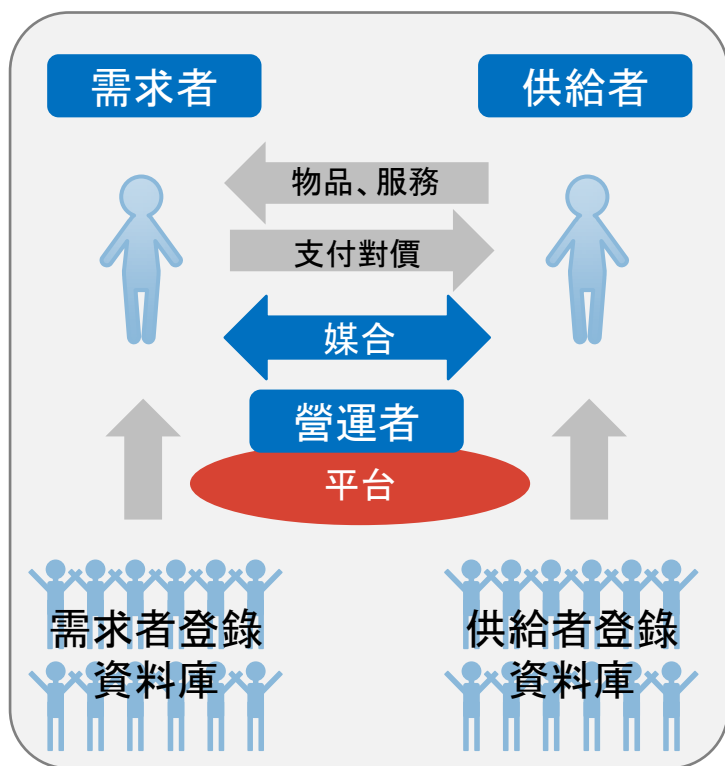 需求者
供給者
物品、服務
支付對價
媒合
營運者
平台
需求者登錄
資料庫
供給者登錄
資料庫